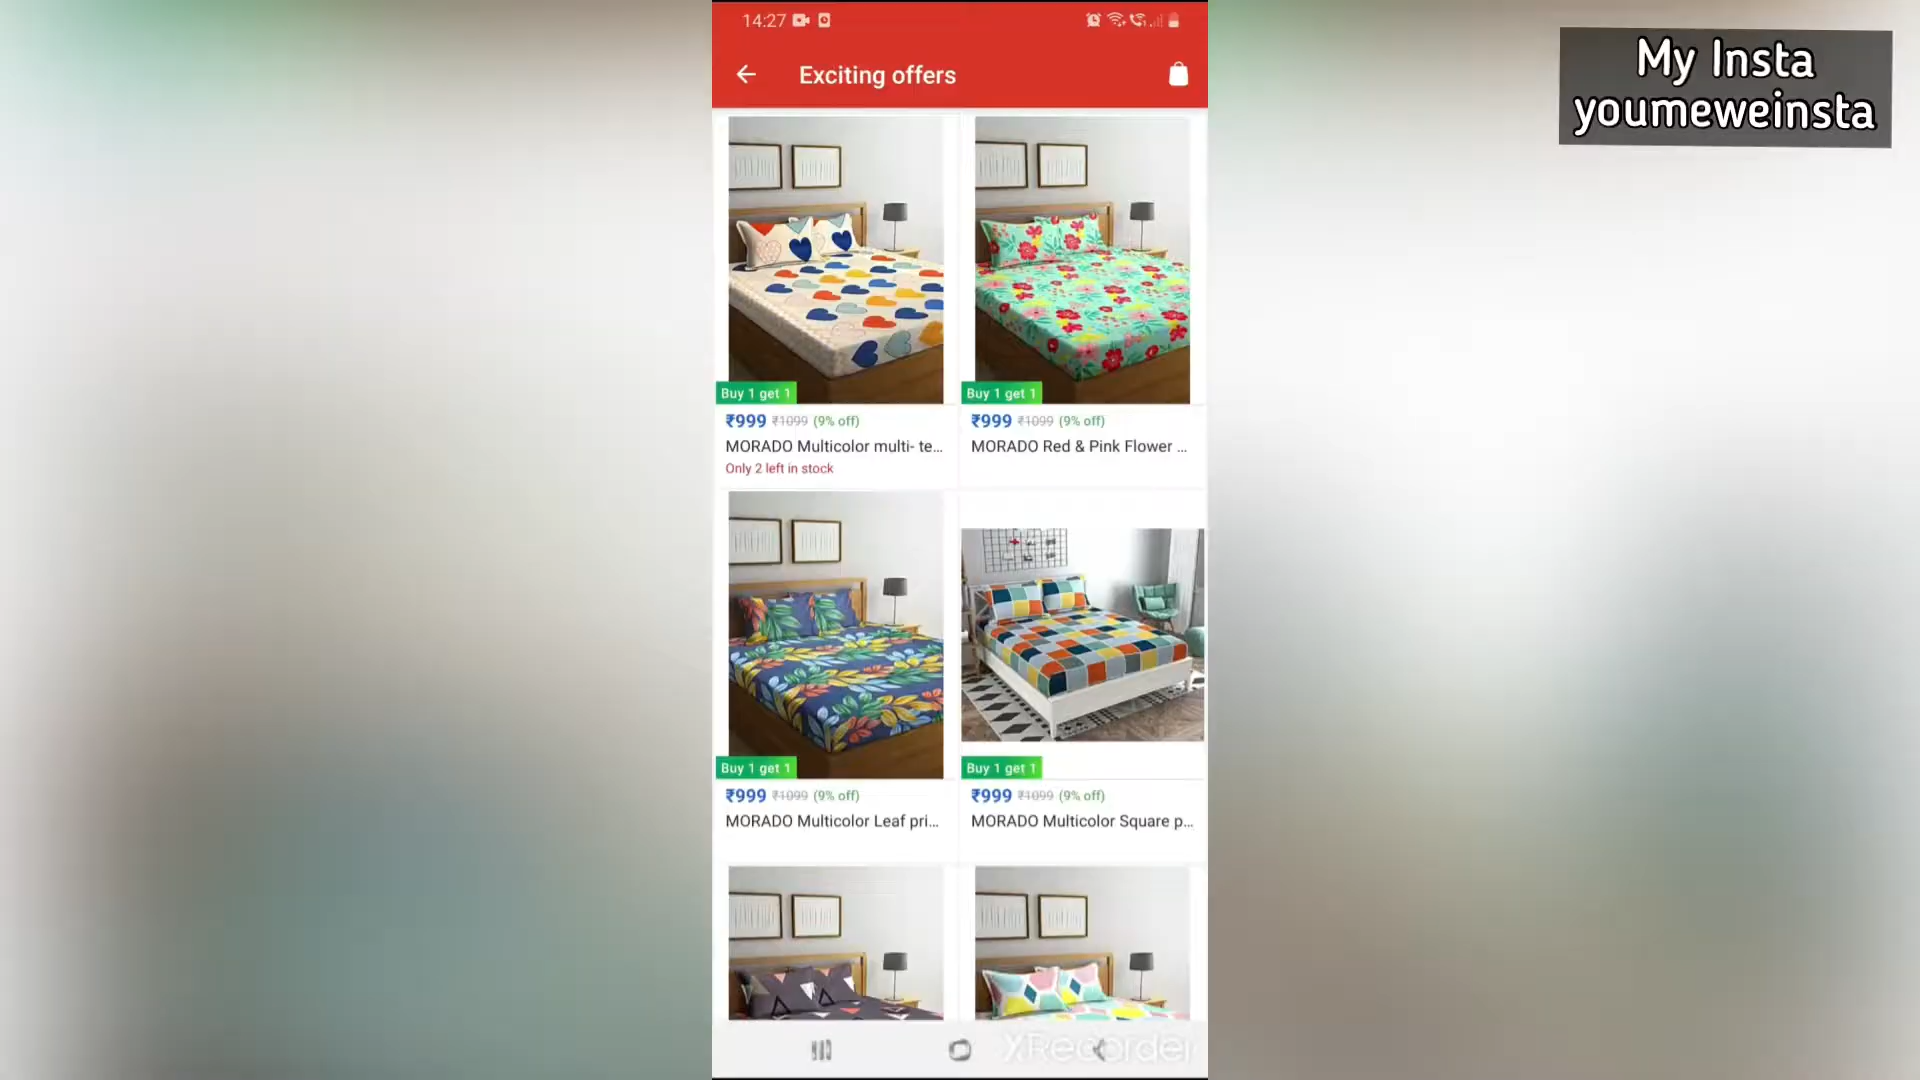 14:27
Exciting offers
My Insta
youmeweinsta
Buy 1 get 1
₹999 ₹1099 (9% off)
MORADO Multicolor multi- te...
Only 2 left in stock
Buy 1 get 1
₹999 ₹1099 (9% off)
MORADO Red & Pink Flower ...
Buy 1 get 1
₹999 ₹1099 (9% off)
MORADO Multicolor Leaf pri...
Buy 1 get 1
₹999 ₹1099 (9% off)
MORADO Multicolor Square p...
XRecorder